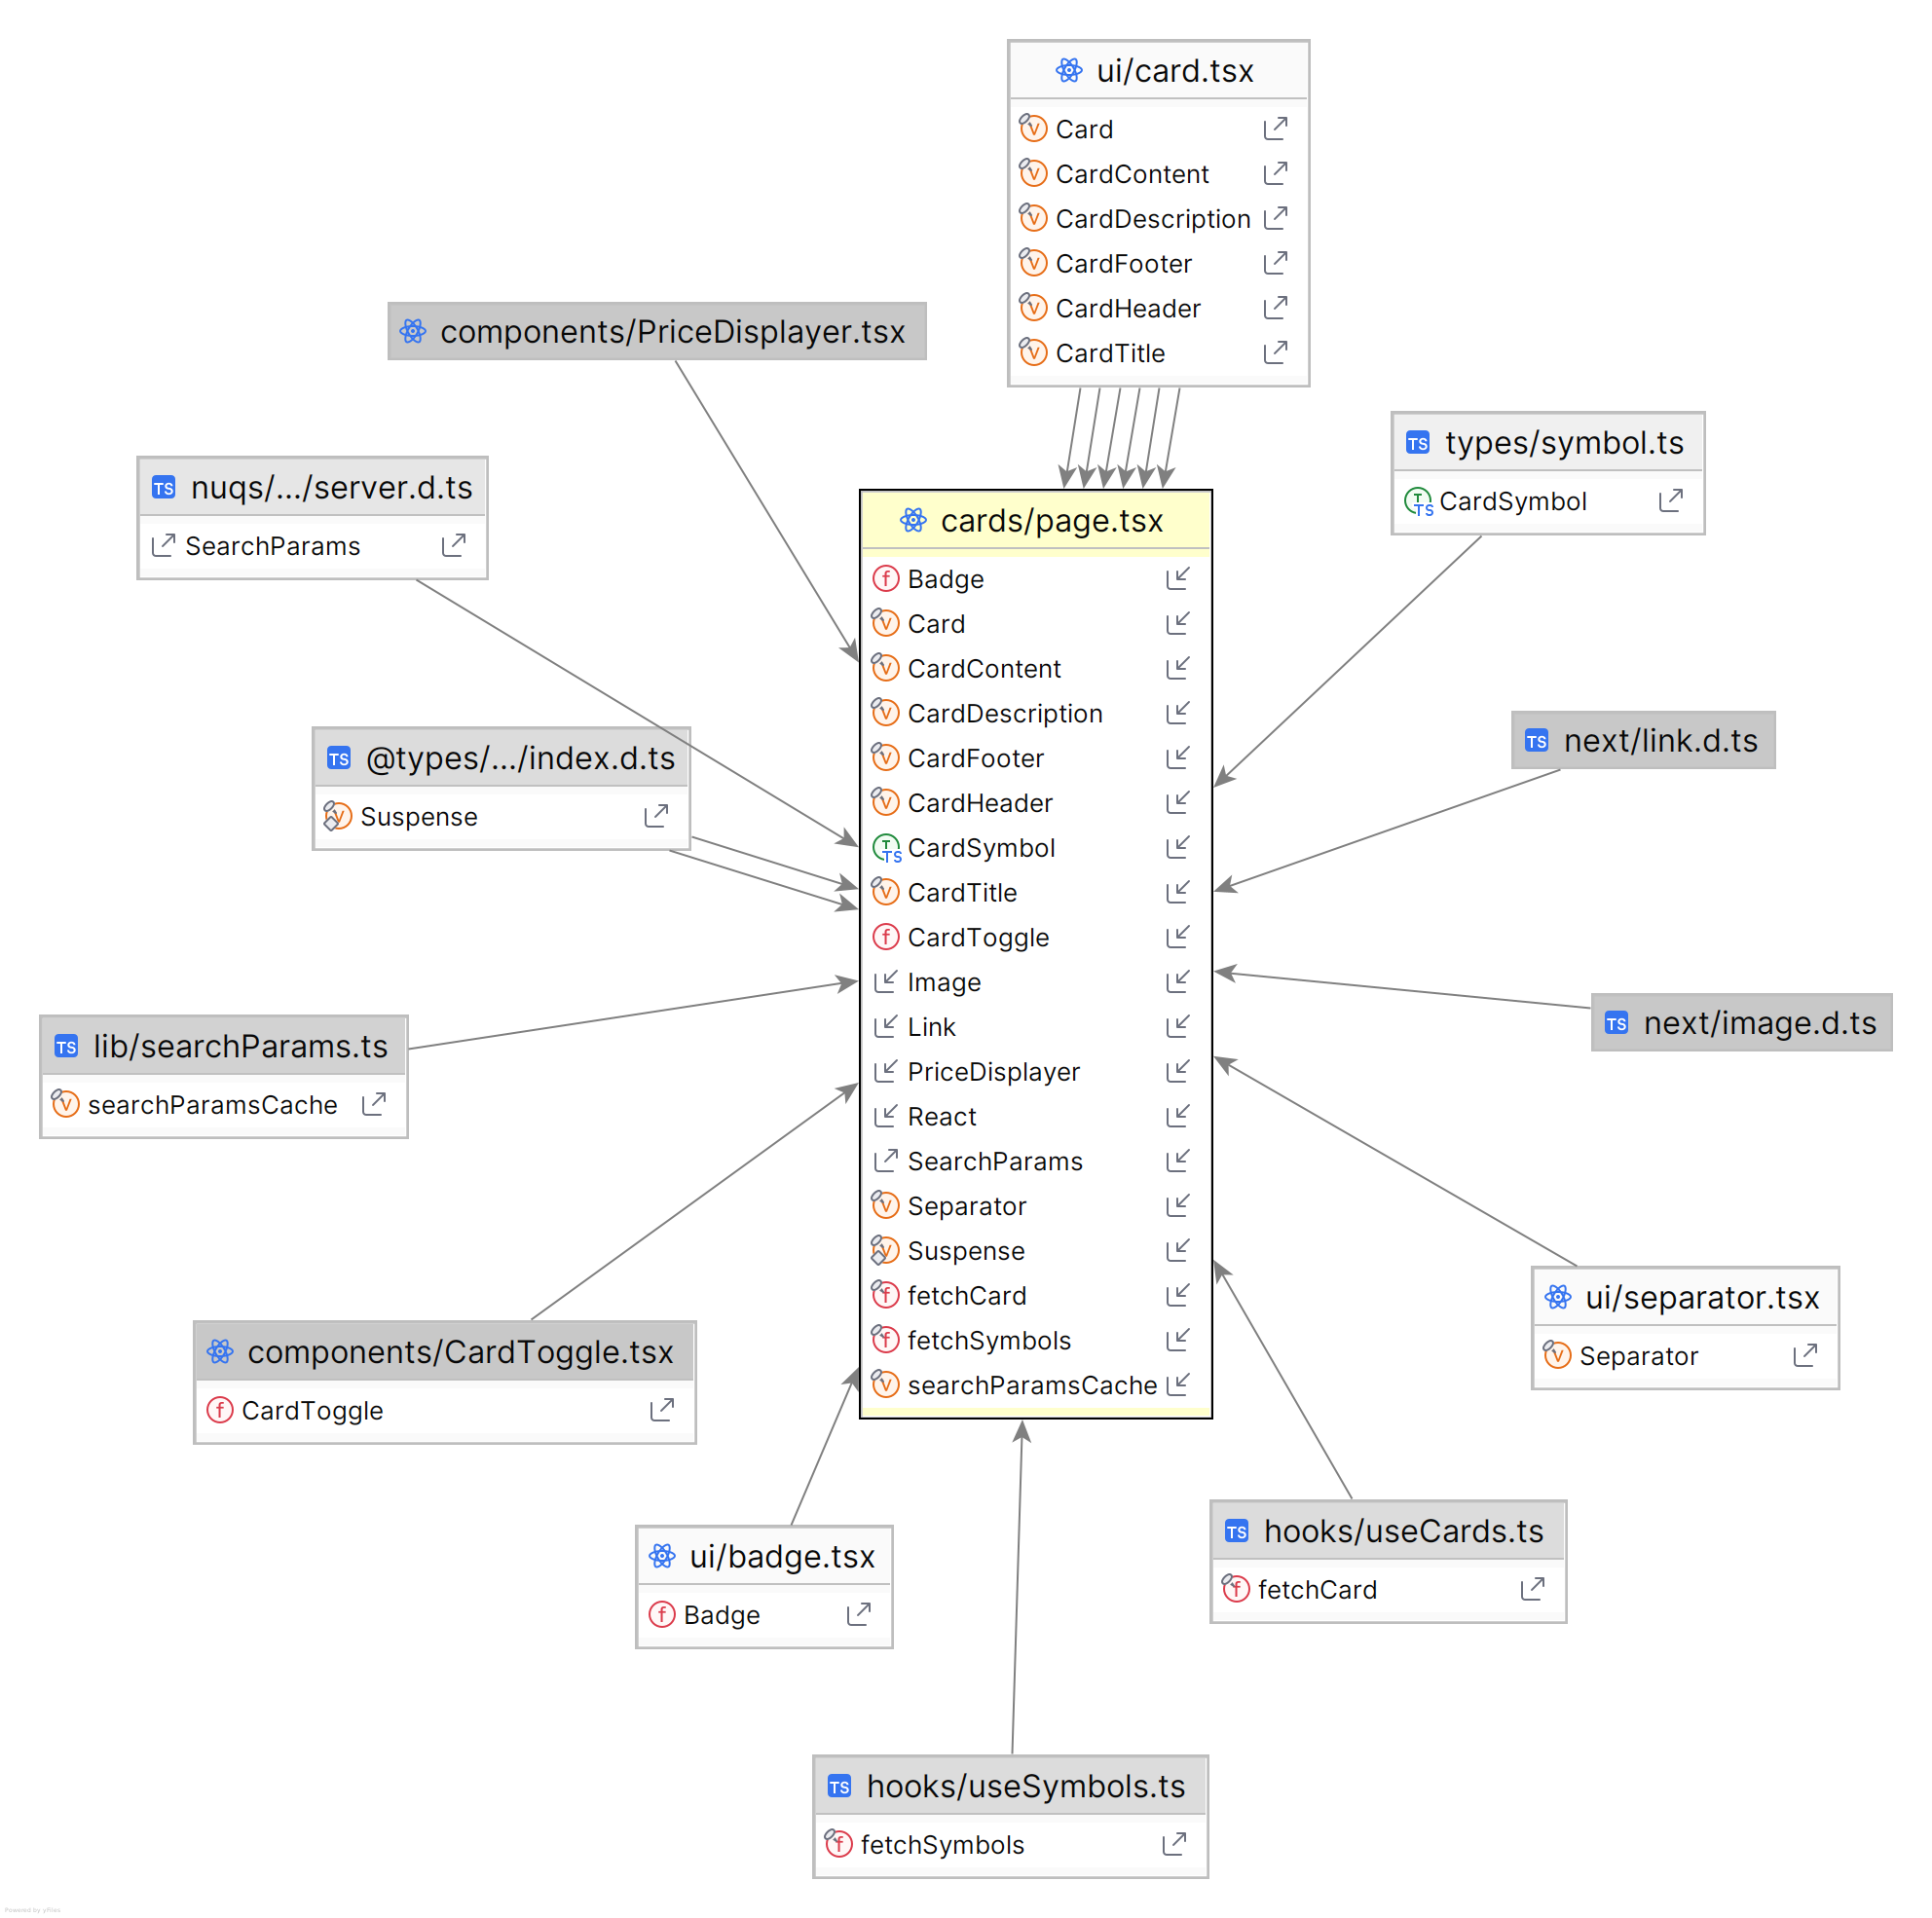 ui/card.tsx
Card
CardContent
CardDescription
CardFooter
CardHeader
CardTitle
components/PriceDisplayer.tsx
types/symbol.ts
TS CardSymbol
nuqs/.../server.d.ts
SearchParams
cards/page.tsx
Badge
Card
CardContent
CardDescription
CardFooter
CardHeader
CardSymbol
CardTitle
CardToggle
Image
Link
PriceDisplayer
React
SearchParams
Separator
Suspense
fetchCard
fetchSymbols
searchParamsCache
@types/.../index.d.ts
Suspense
next/link.d.ts
next/image.d.ts
lib/searchParams.ts
searchParamsCache
ui/separator.tsx
Separator
components/CardToggle.tsx
CardToggle
hooks/useCards.ts
fetchCard
ui/badge.tsx
Badge
hooks/useSymbols.ts
fetchSymbols
Powered by yFiles